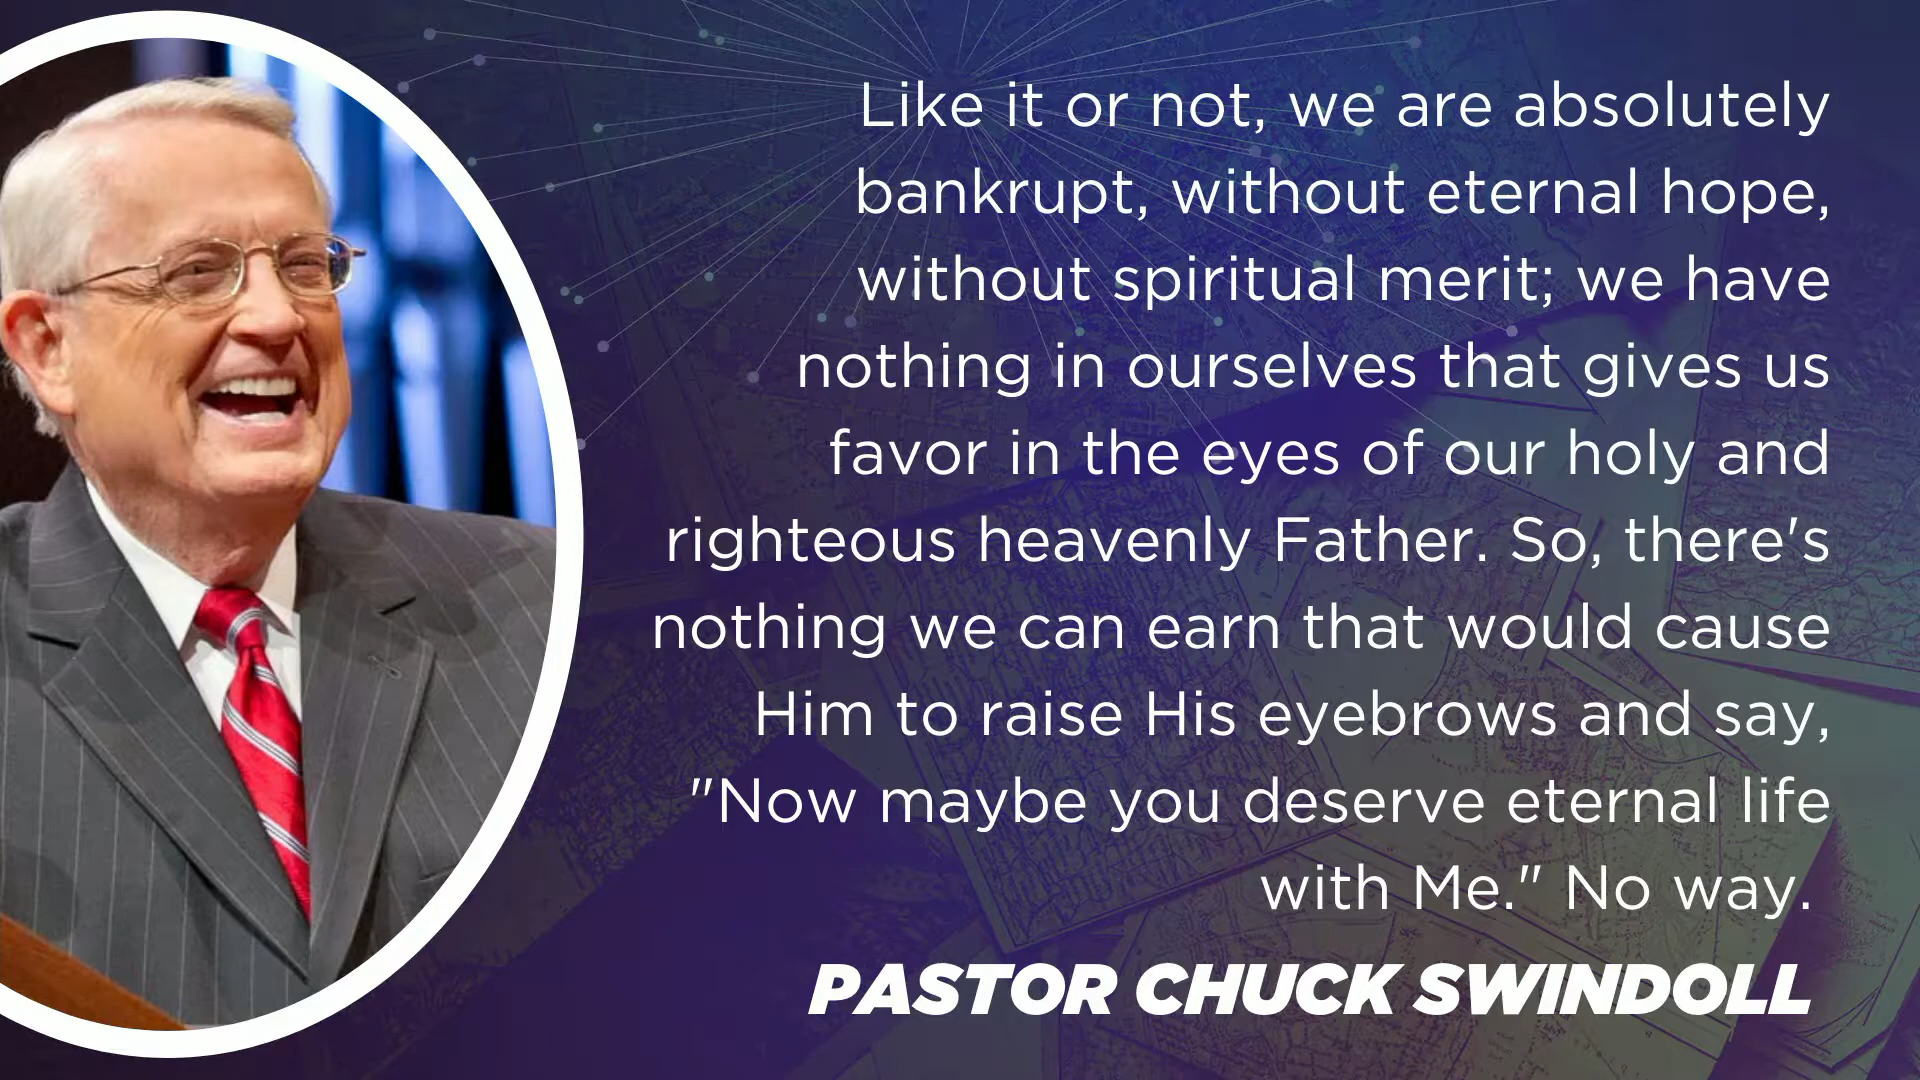 Like it or not, we are absolutely
bankrupt, without eternal hope,
without spiritual merit; we have
nothing in ourselves that gives us
favor in the eyes of our holy and
righteous heavenly Father. So, there's
nothing we can earn that would cause
Him to raise His eyebrows and say,
"Now maybe you deserve eternal life
with Me." No way.
PASTOR CHUCK SWINDOLL